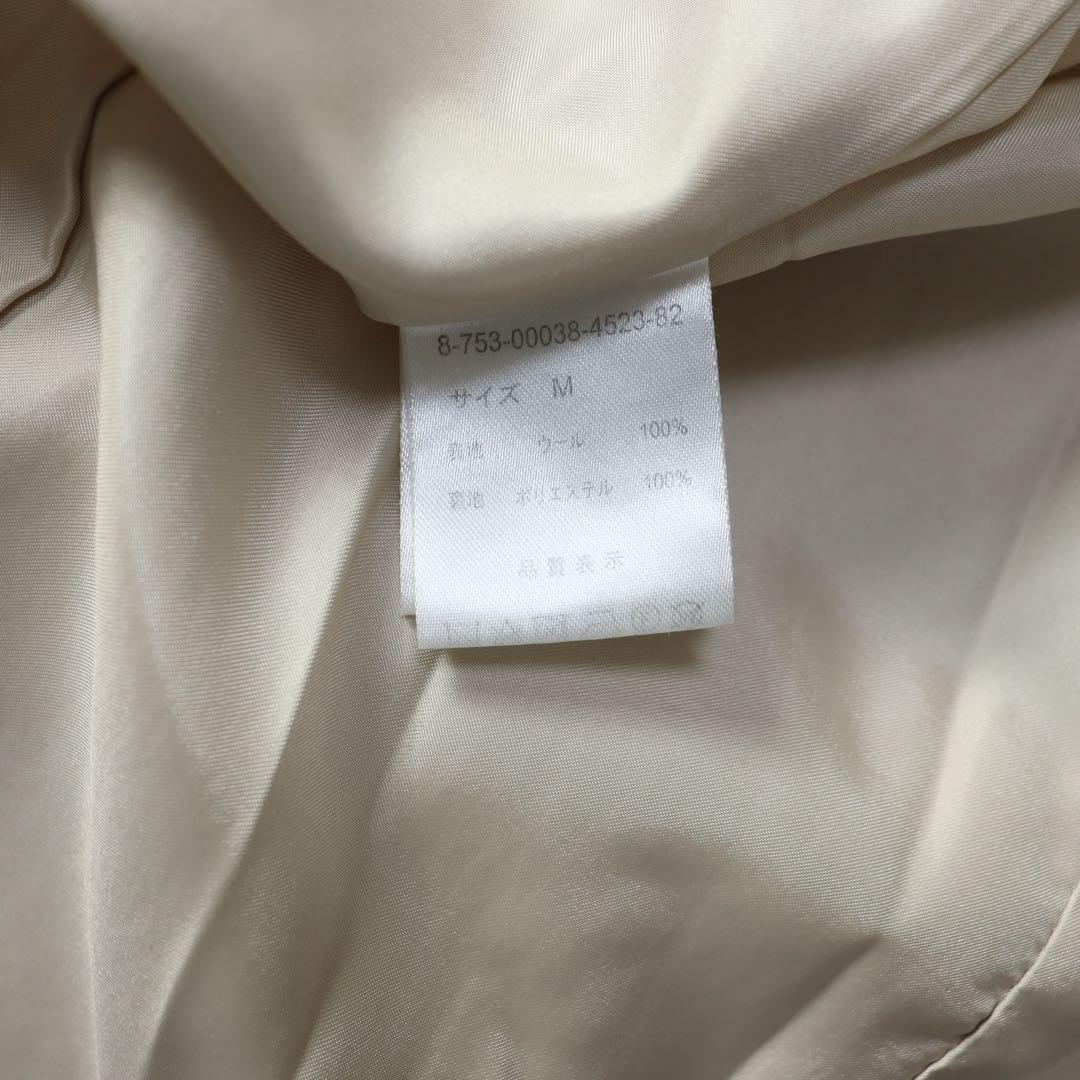 8-753-00038-4523-82
サイズ M
表地 ウール 100%
裏地 ポリエステル 100%
品質表示